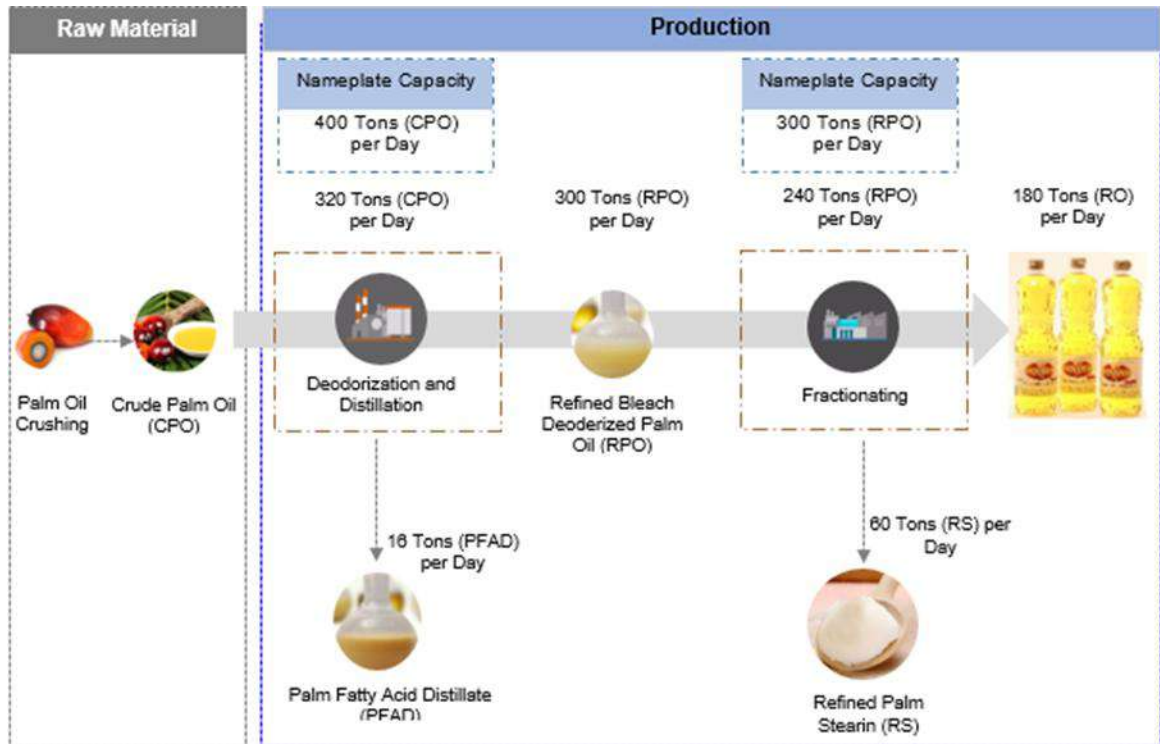 Raw Material
Production
Nameplate Capacity
400 Tons (CPO)
per Day
Nameplate Capacity
300 Tons (RPO)
per Day
320 Tons (CPO)
per Day
300 Tons (RPO)
per Day
240 Tons (RPO)
per Day
180 Tons (RO)
per Day
Palm Oil
Crushing
Crude Palm Oil
(CPO)
Deodorization and
Distillation
Refined Bleach
Deoderized Palm
Oil (RPO)
Fractionating
16 Tons (PFAD)
per Day
60 Tons (RS) per
Day
Palm Fatty Acid Distillate
(PFAD)
Refined Palm
Stearin (RS)